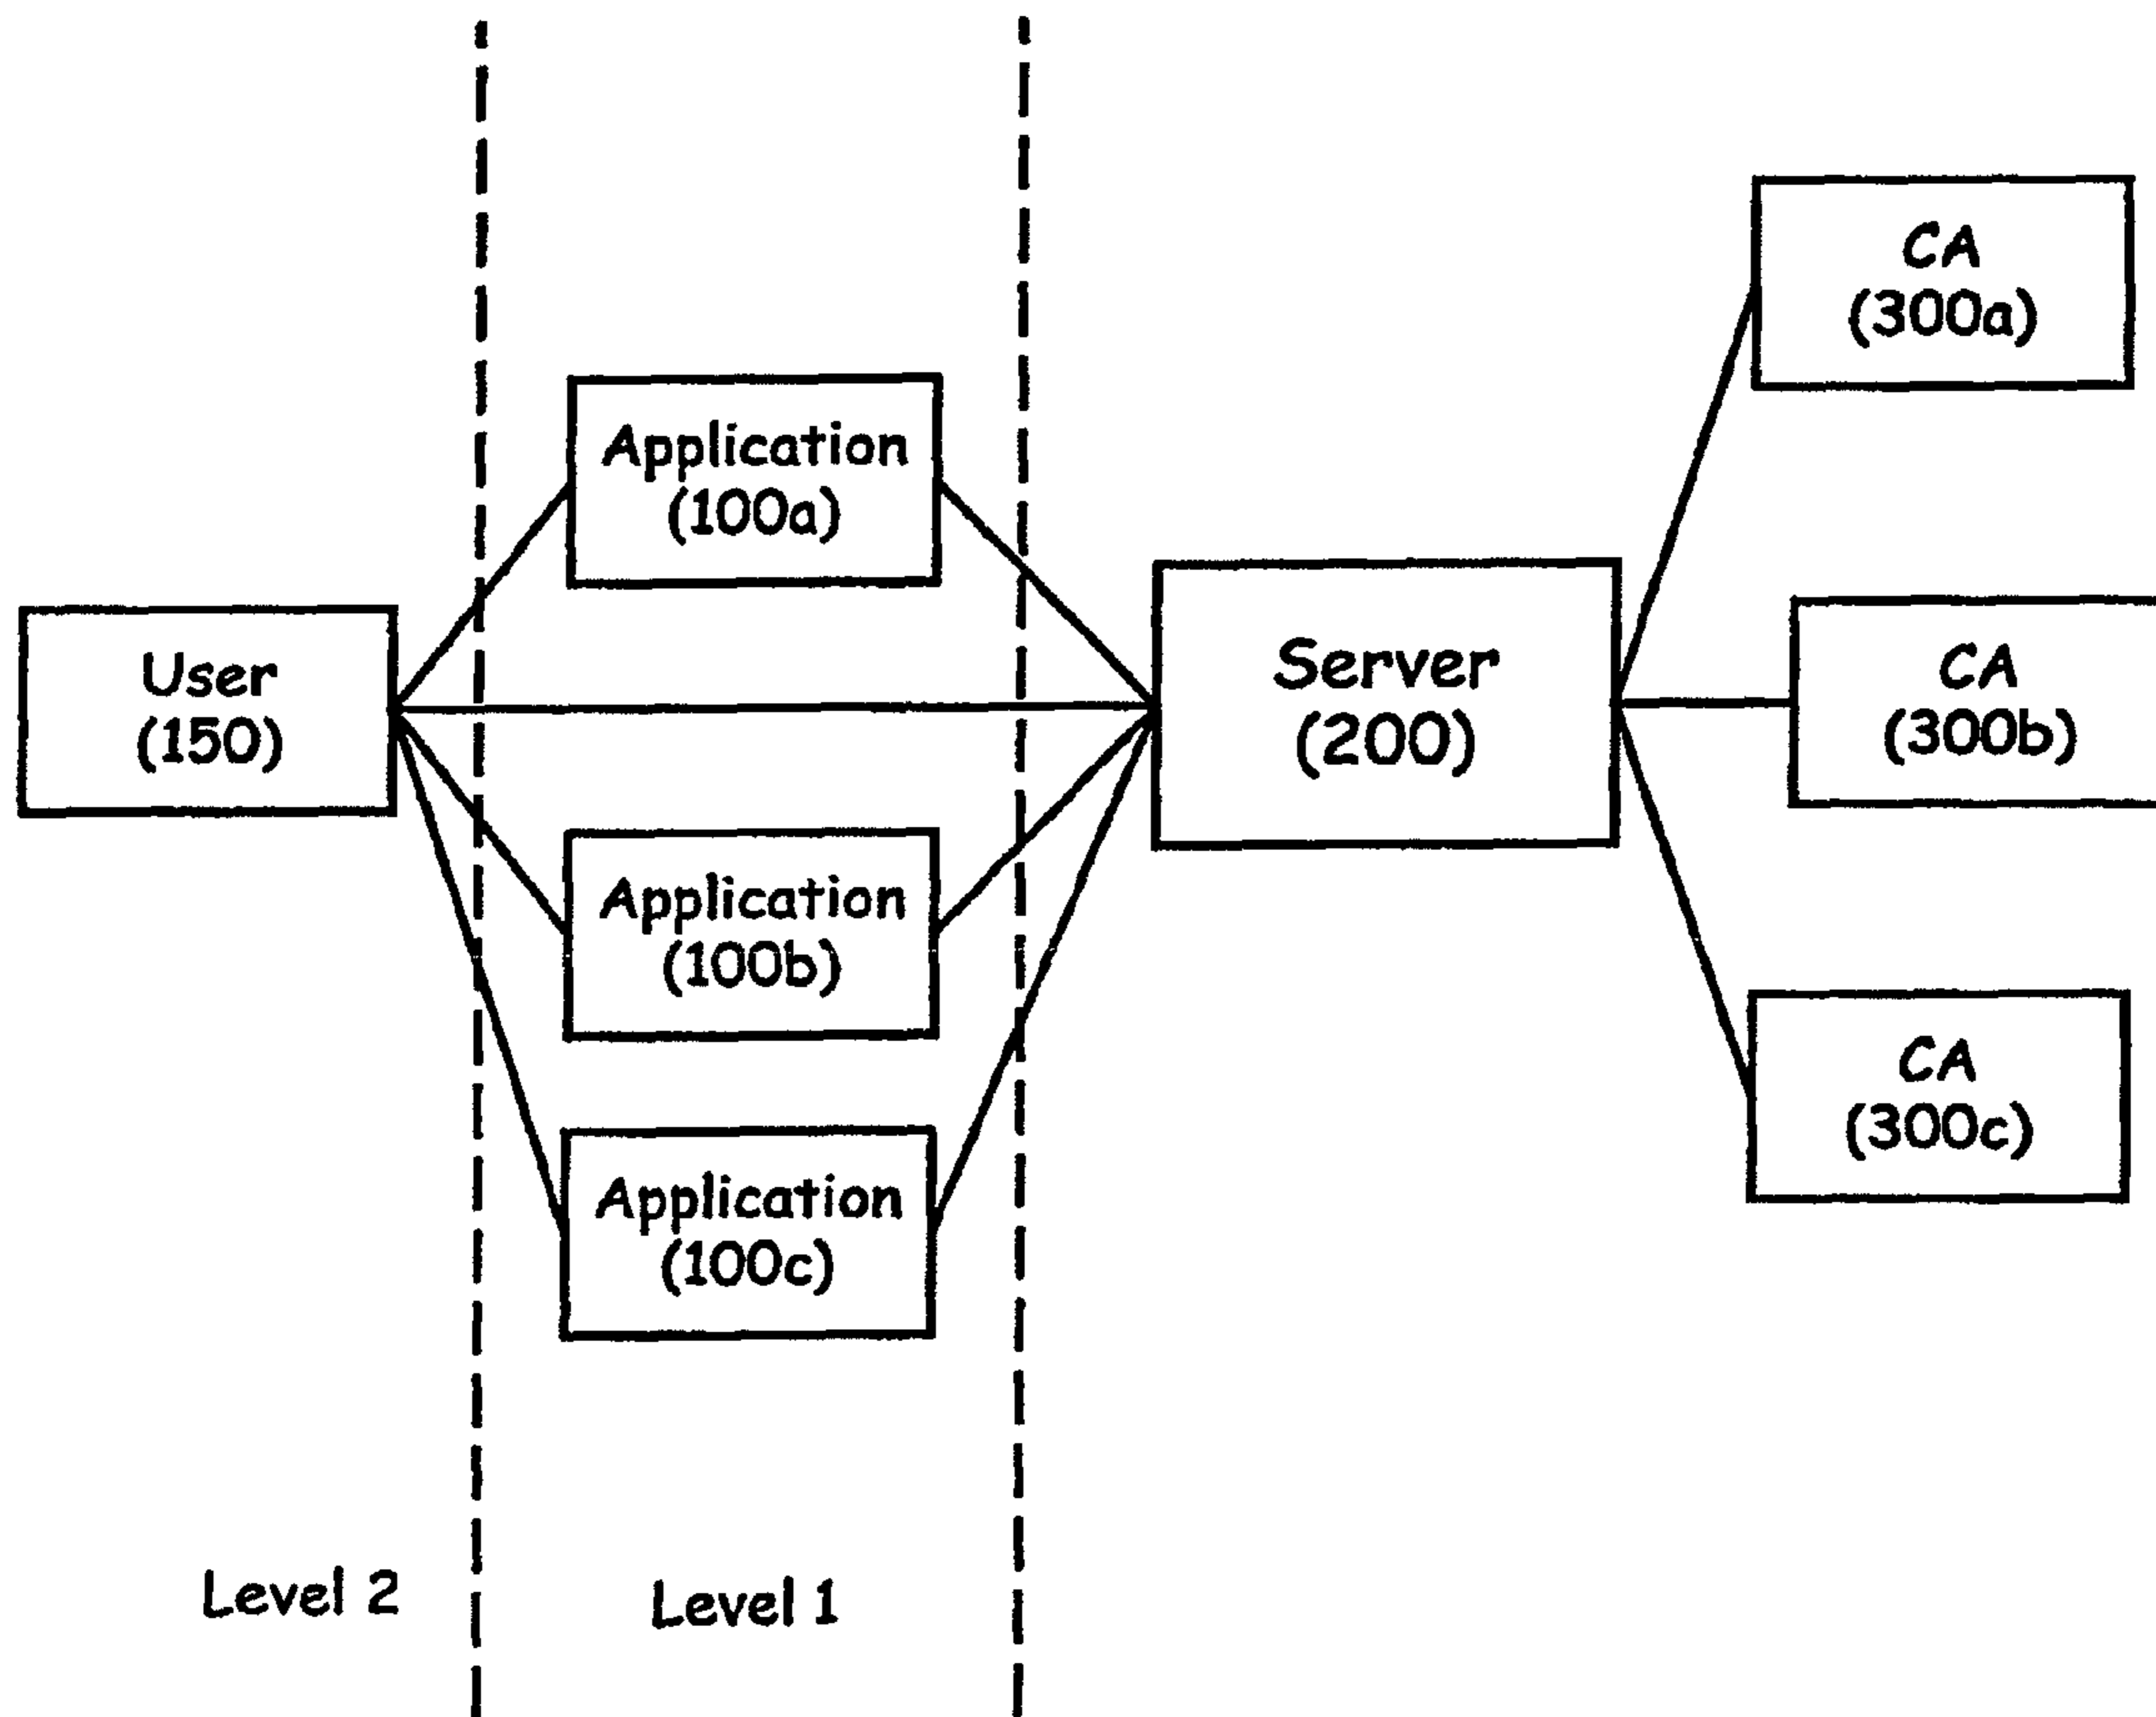 CA
(300a)
Application
(100a)
User
(150)
Server
(200)
CA
(300b)
Application
(100b)
CA
(300c)
Application
(100c)
Level 2
Level 1